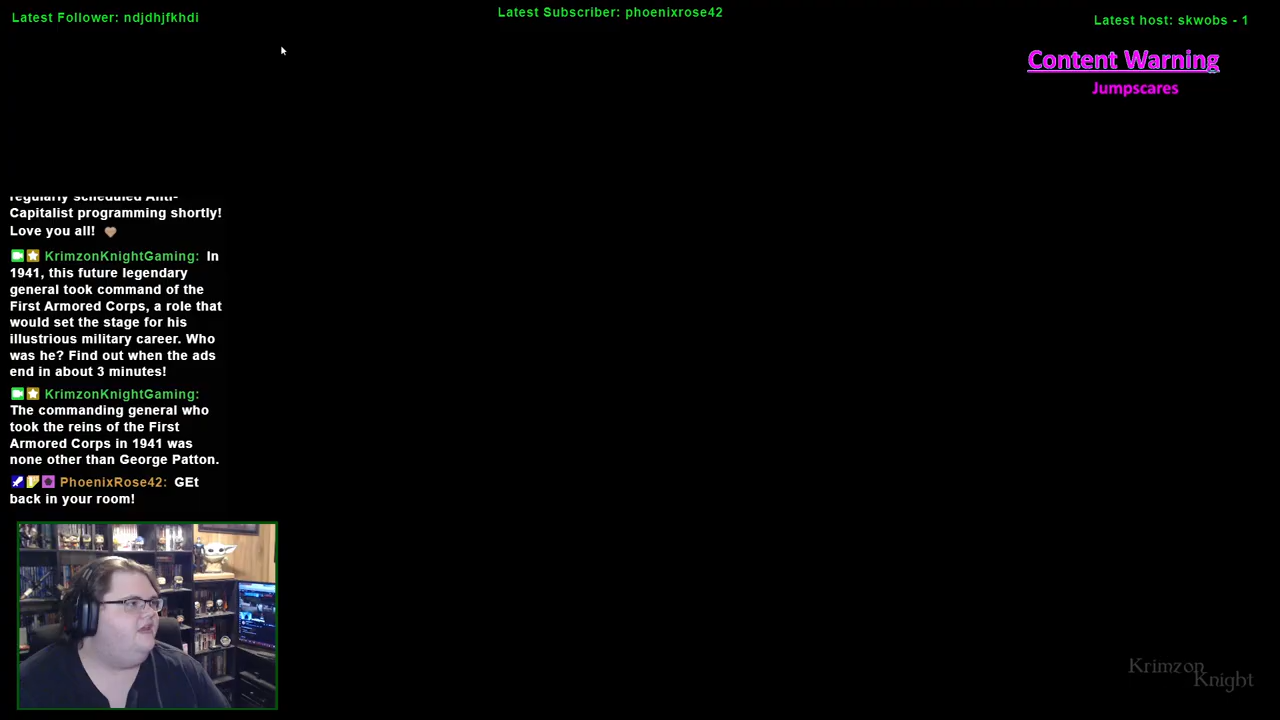 Latest Follower: ndjdhjfkhdi
Latest Subscriber: phoenixrose42
Latest host: skwobs - 1
Content Warning
Jumpscares
regularly scheduled Anti-
Capitalist programming shortly!
Love you all!
KrimzonKnightGaming: In
1941, this future legendary
general took command of the
First Armored Corps, a role that
would set the stage for his
illustrious military career. Who
was he? Find out when the ads
end in about 3 minutes!
KrimzonKnightGaming:
The commanding general who
took the reins of the First
Armored Corps in 1941 was
none other than George Patton.
PhoenixRose42: GEt
back in your room!
Krimzon
Knight